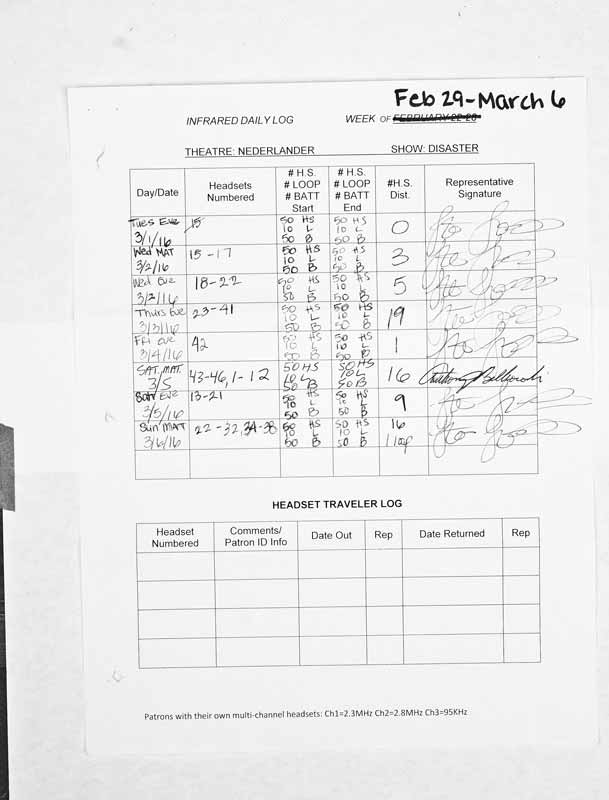 Feb 29-March 6
INFRARED DAILY LOG WEEK OF FEBRUARY 22-28
THEATRE: NEDERLANDER SHOW: DISASTER
Day/Date Headsets Numbered # H.S. # LOOP # BATT Start # H.S. # LOOP # BATT End #H.S. Dist. Representative Signature
Tues Eve 3/1/16 15 50 HS 10 L 50 B 50 HS 10 L 50 B 0
Wed MAT 3/2/16 15-17 50 HS 10 L 50 B 50 HS 10 L 50 B 3
Wed Eve 3/2/16 18-22 50 HS 10 L 50 B 50 HS 10 L 50 B 5
Thurs Eve 3/3/16 23-41 50 HS 10 L 50 B 50 HS 10 L 50 B 19
Fri eve 3/4/16 42 50 HS 10 L 50 B 50 HS 10 L 50 B 1
SAT. MAT. 3/5 43-46, 1-12 50 HS 10 L 50 B 50 HS 10 L 50 B 16 Anthony
Satr Eve 3/5/16 13-21 50 HS 10 L 50 B 50 HS 10 L 50 B 9
Sun MAT 3/6/16 22-32, 34-38 50 HS 10 L 50 B 50 HS 10 L 50 B 16 1 loop
HEADSET TRAVELER LOG
Headset Numbered Comments/ Patron ID Info Date Out Rep Date Returned Rep
Patrons with their own multi-channel headsets: Ch1=2.3MHz Ch2=2.8MHz Ch3=95KHz